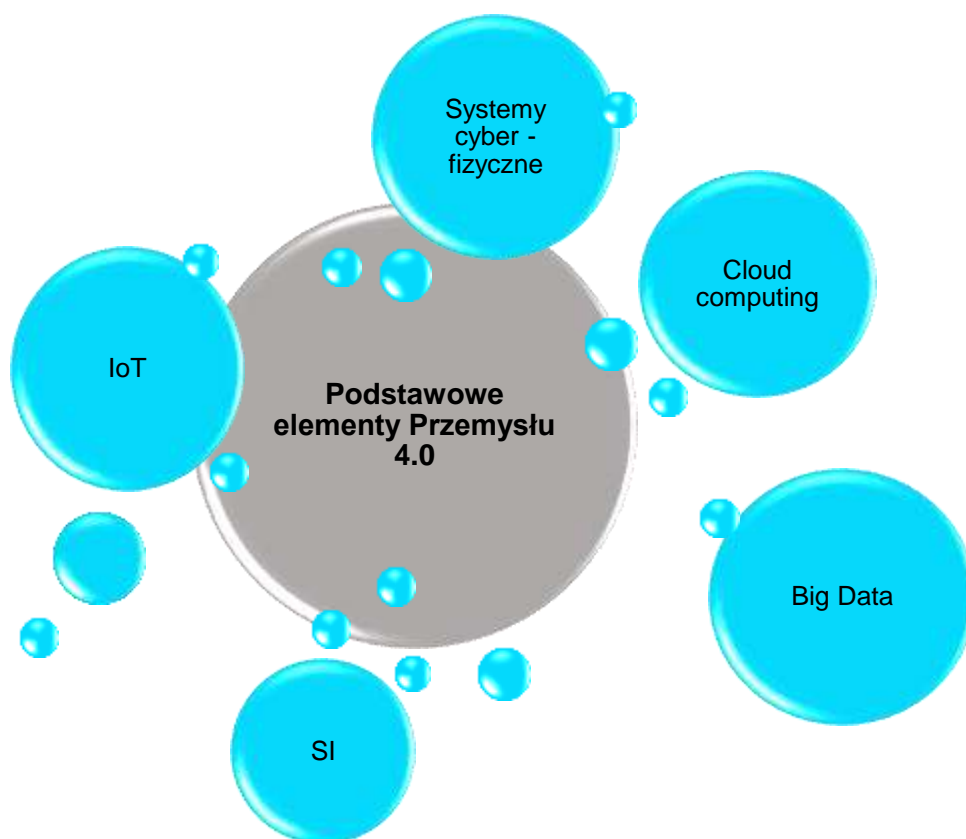 Systemy
cyber -
fizyczne
Cloud
computing
IoT
Podstawowe
elementy Przemysłu
4.0
Big Data
SI